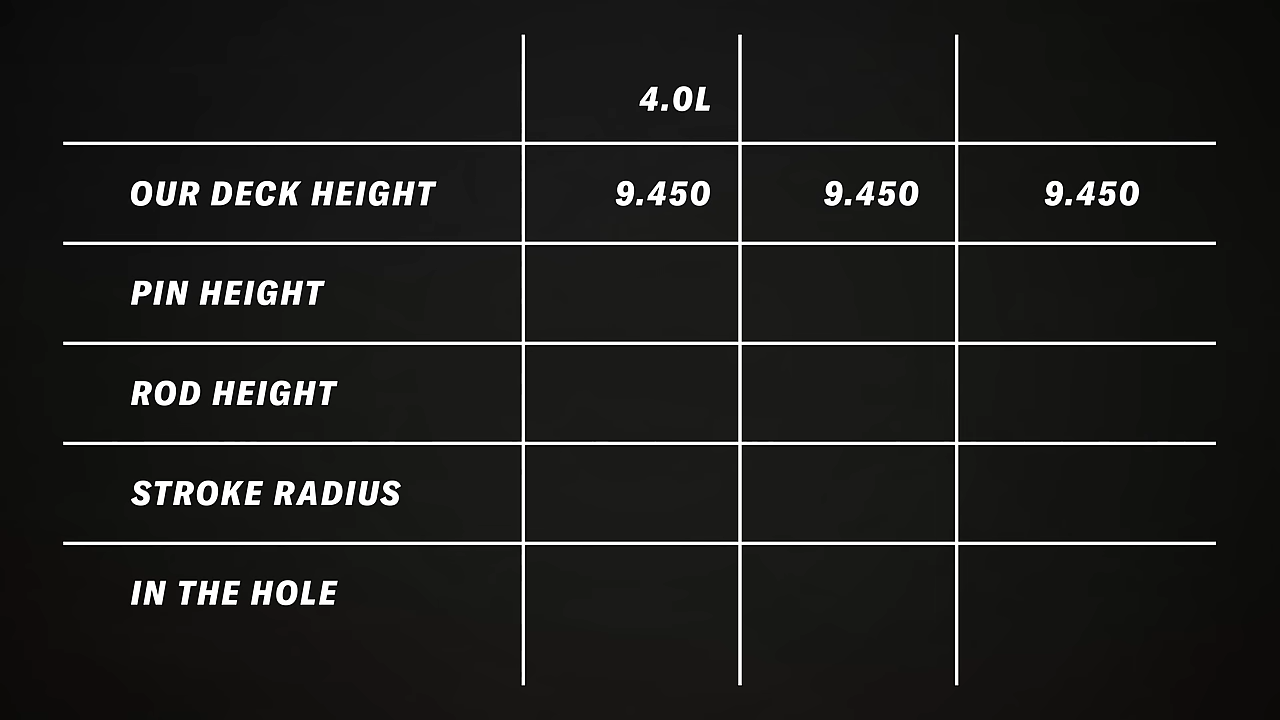 4.0L
OUR DECK HEIGHT 9.450 9.450 9.450
PIN HEIGHT
ROD HEIGHT
STROKE RADIUS
IN THE HOLE